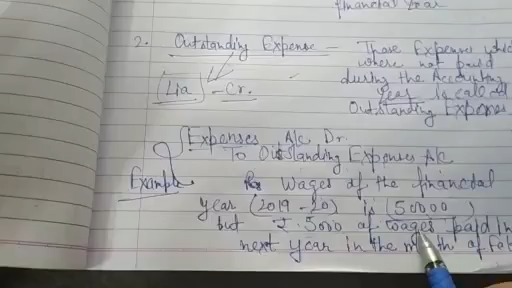 financial Year
2. Outstanding Expense - Those Expenses which
where not paid
during the Accounting
(Lia) - Cr.
Year is called
Outstanding Expenses
Expenses A/c Dr.
To Outstanding Expenses A/c
Example Wages of the financial
year (2019-20) is (50000)
but ₹ 5000 of wages paid in
next year in the month of Feb